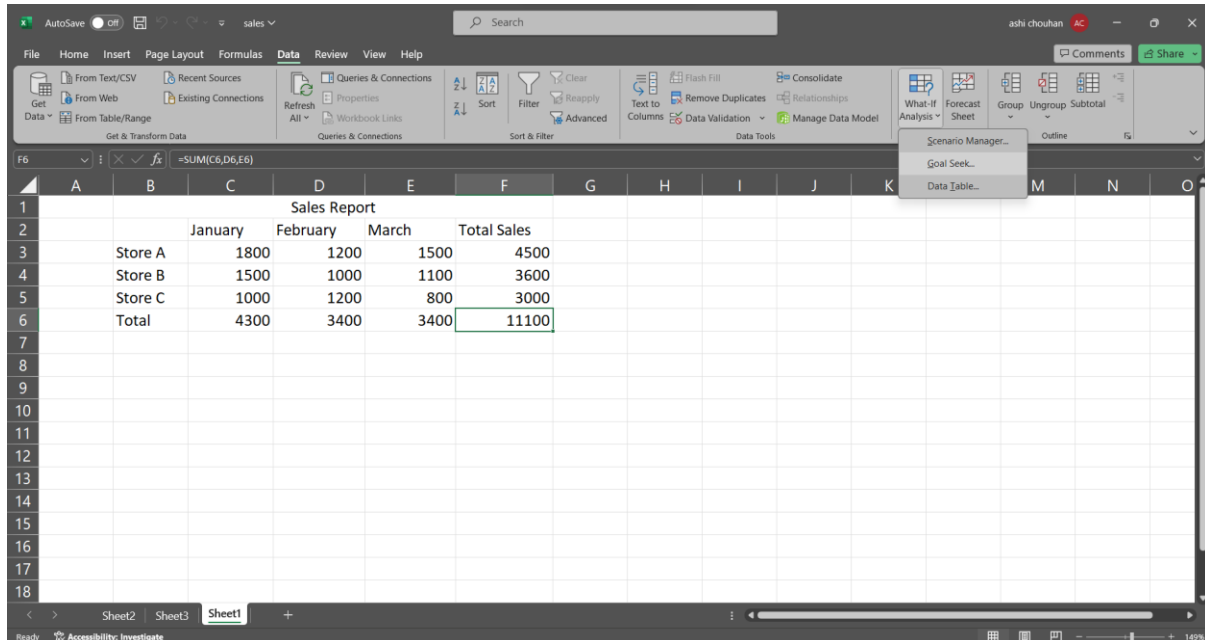 AutoSave Off sales Search ashi chouhan AC
File Home Insert Page Layout Formulas Data Review View Help Comments Share
Get Data From Text/CSV From Web From Table/Range Recent Sources Existing Connections
Get & Transform Data
Refresh All Queries & Connections Properties Workbook Links
Queries & Connections
Sort Filter Clear Reapply Advanced
Sort & Filter
Text to Columns Flash Fill Remove Duplicates Data Validation Consolidate Relationships Manage Data Model
Data Tools
What-If Analysis Forecast Sheet
Group Ungroup Subtotal
Outline
Scenario Manager...
Goal Seek...
Data Table...
F6 fx =SUM(C6,D6,E6)
A B C D E F G H I J K M N O
1 Sales Report
2 January February March Total Sales
3 Store A 1800 1200 1500 4500
4 Store B 1500 1000 1100 3600
5 Store C 1000 1200 800 3000
6 Total 4300 3400 3400 11100
7
8
9
10
11
12
13
14
15
16
17
18
Sheet2 Sheet3 Sheet1
Ready Accessibility: Investigate 149%